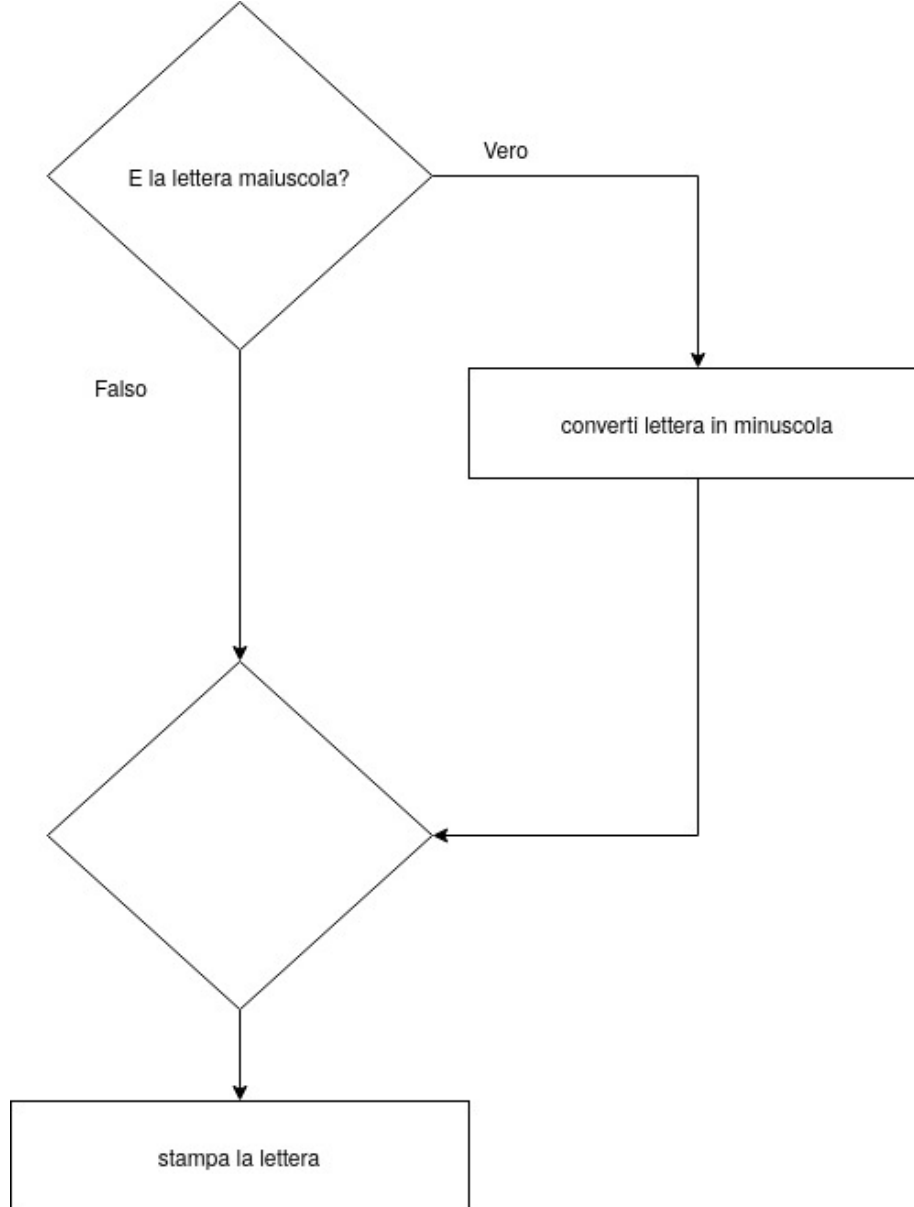 Vero
E la lettera maiuscola?
Falso
converti lettera in minuscola
stampa la lettera